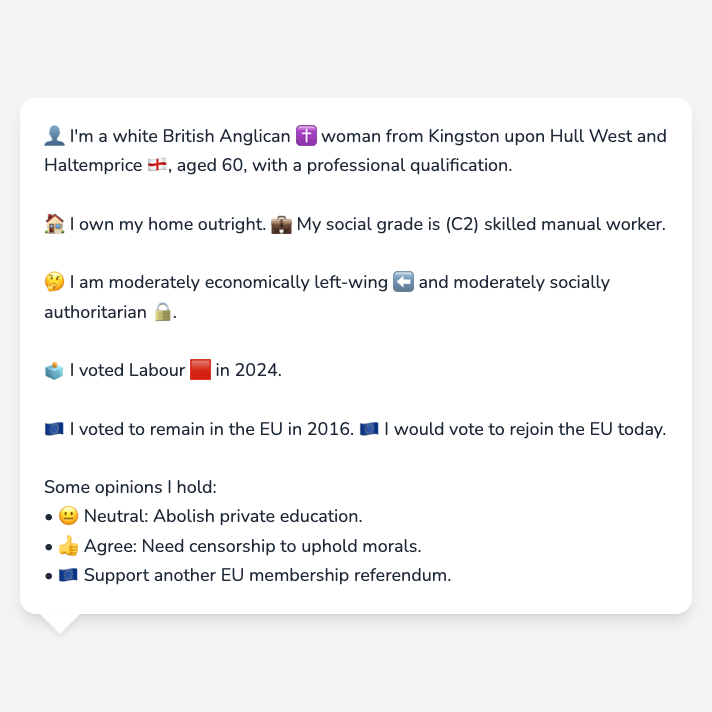 👤 I'm a white British Anglican ✝️ woman from Kingston upon Hull West and
Haltemprice 🏴󠁧󠁢󠁥󠁮󠁧󠁿, aged 60, with a professional qualification.
🏠 I own my home outright. 💼 My social grade is (C2) skilled manual worker.
🤔 I am moderately economically left-wing ⬅️ and moderately socially
authoritarian 🔒.
🗳️ I voted Labour 🟥 in 2024.
🇪🇺 I voted to remain in the EU in 2016. 🇪🇺 I would vote to rejoin the EU today.
Some opinions I hold:
• 😐 Neutral: Abolish private education.
• 👍 Agree: Need censorship to uphold morals.
• 🇪🇺 Support another EU membership referendum.